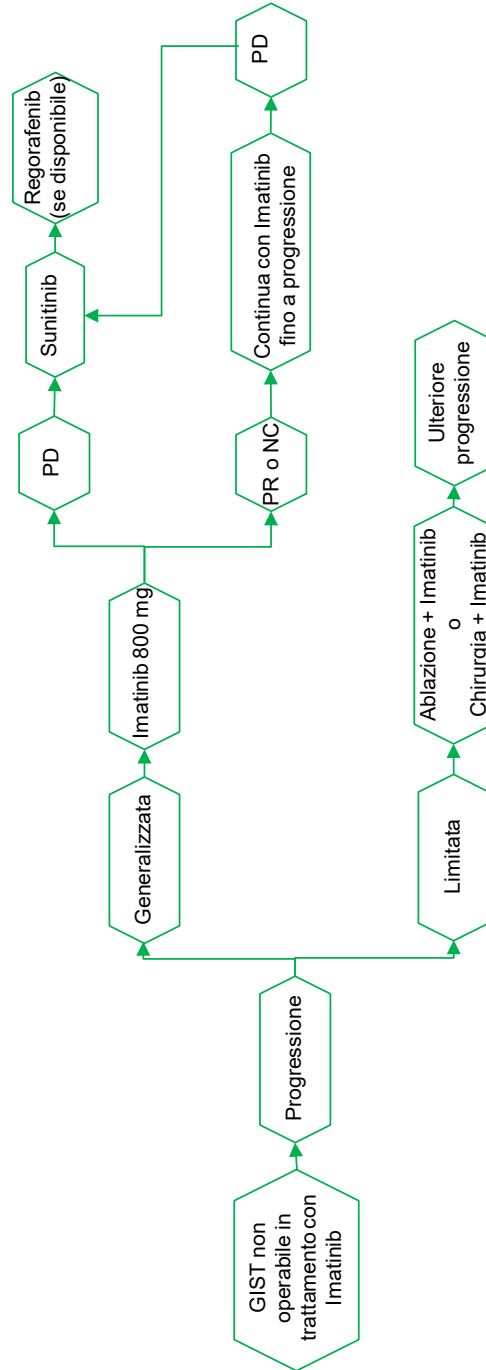 GIST non
operabile in
trattamento con
Imatinib
Progressione
Generalizzata
Imatinib 800 mg
PD
Sunitinib
Regorafenib
(se disponibile)
PR o NC
Continua con Imatinib
fino a progressione
PD
Limitata
Ablazione + Imatinib
o
Chirurgia + Imatinib
Ulteriore
progressione